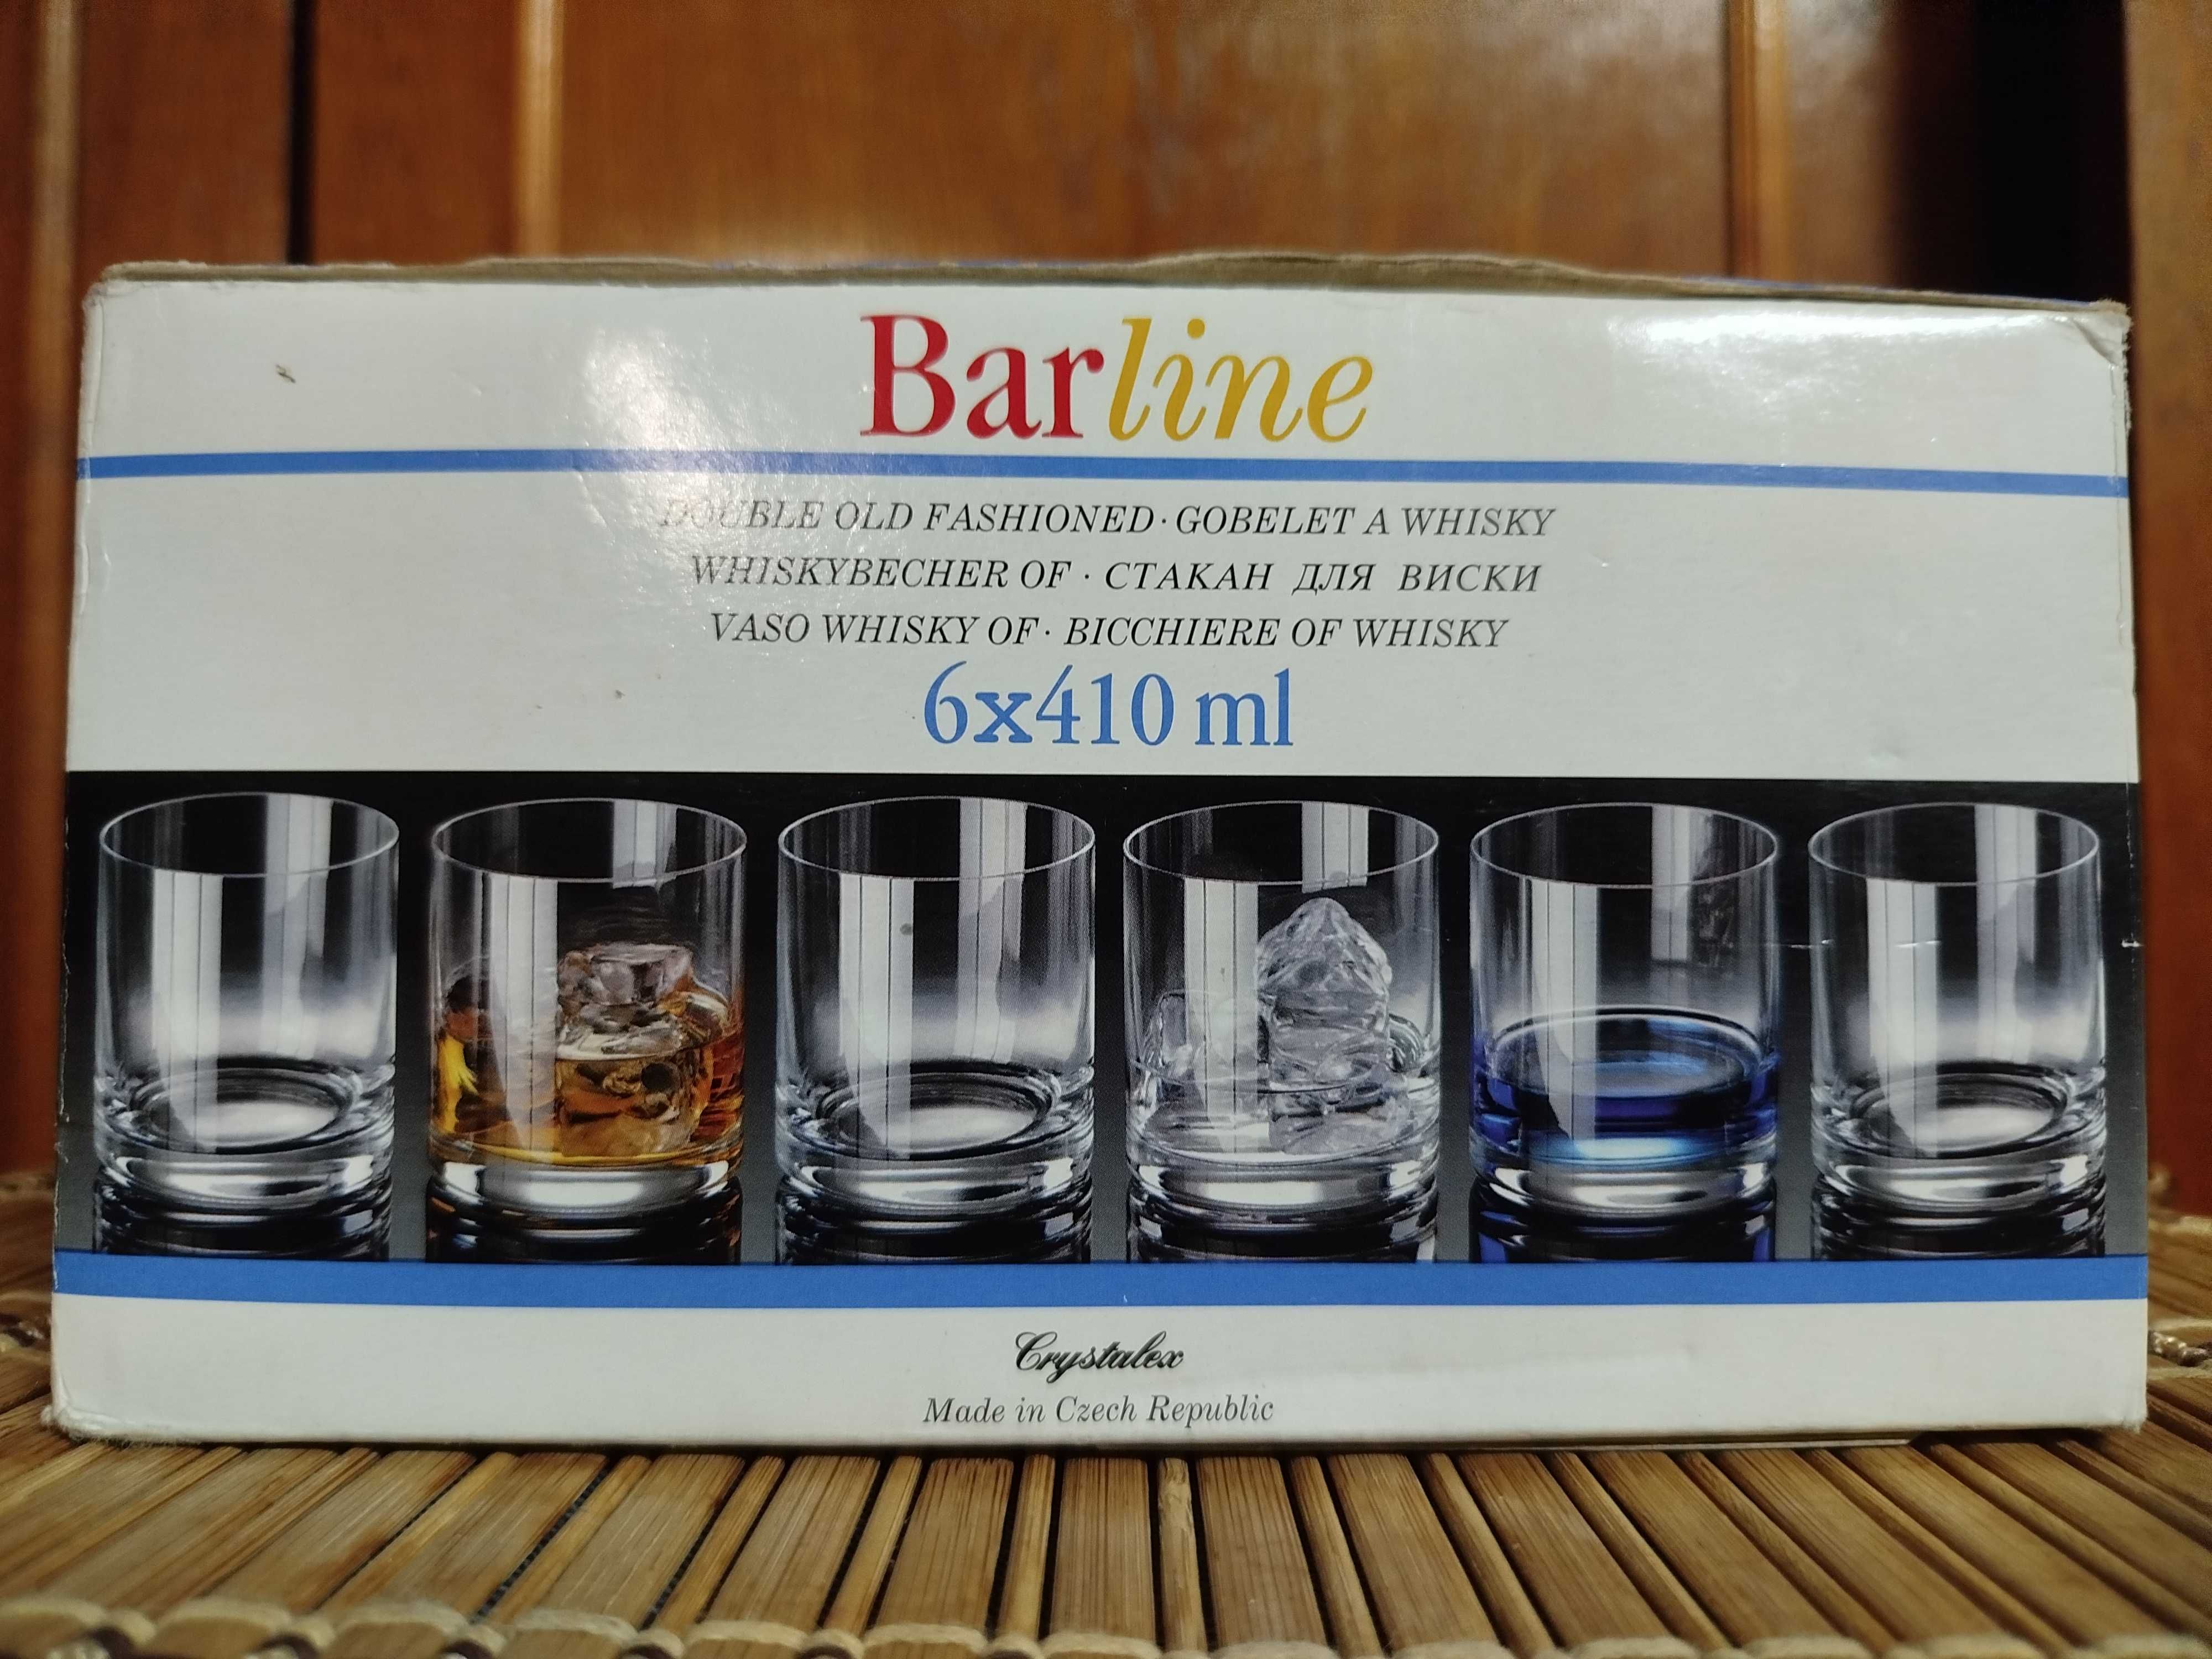 Barline
DOUBLE OLD FASHIONED · GOBELET A WHISKY
WHISKYBECHER OF · СТАКАН ДЛЯ ВИСКИ
VASO WHISKY OF · BICCHIERE OF WHISKY
6x410 ml
Crystalex
Made in Czech Republic